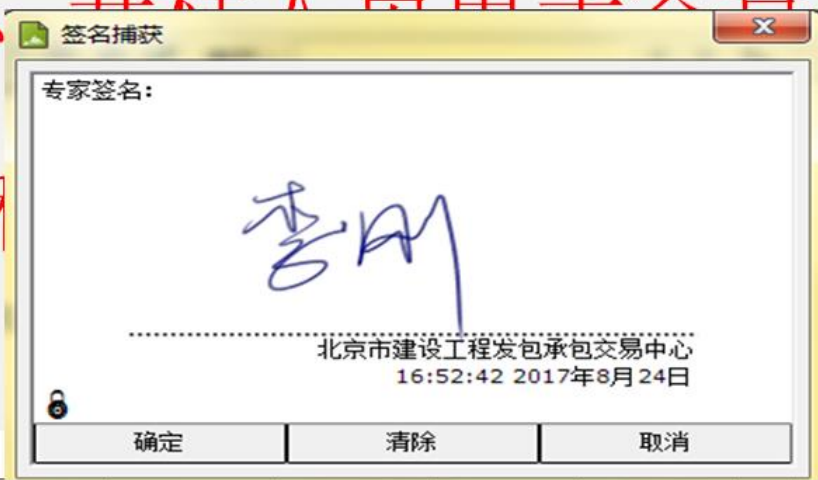 签名捕获
专家签名:
李刚
北京市建设工程发包承包交易中心
16:52:42 2017年8月24日
确定 清除 取消